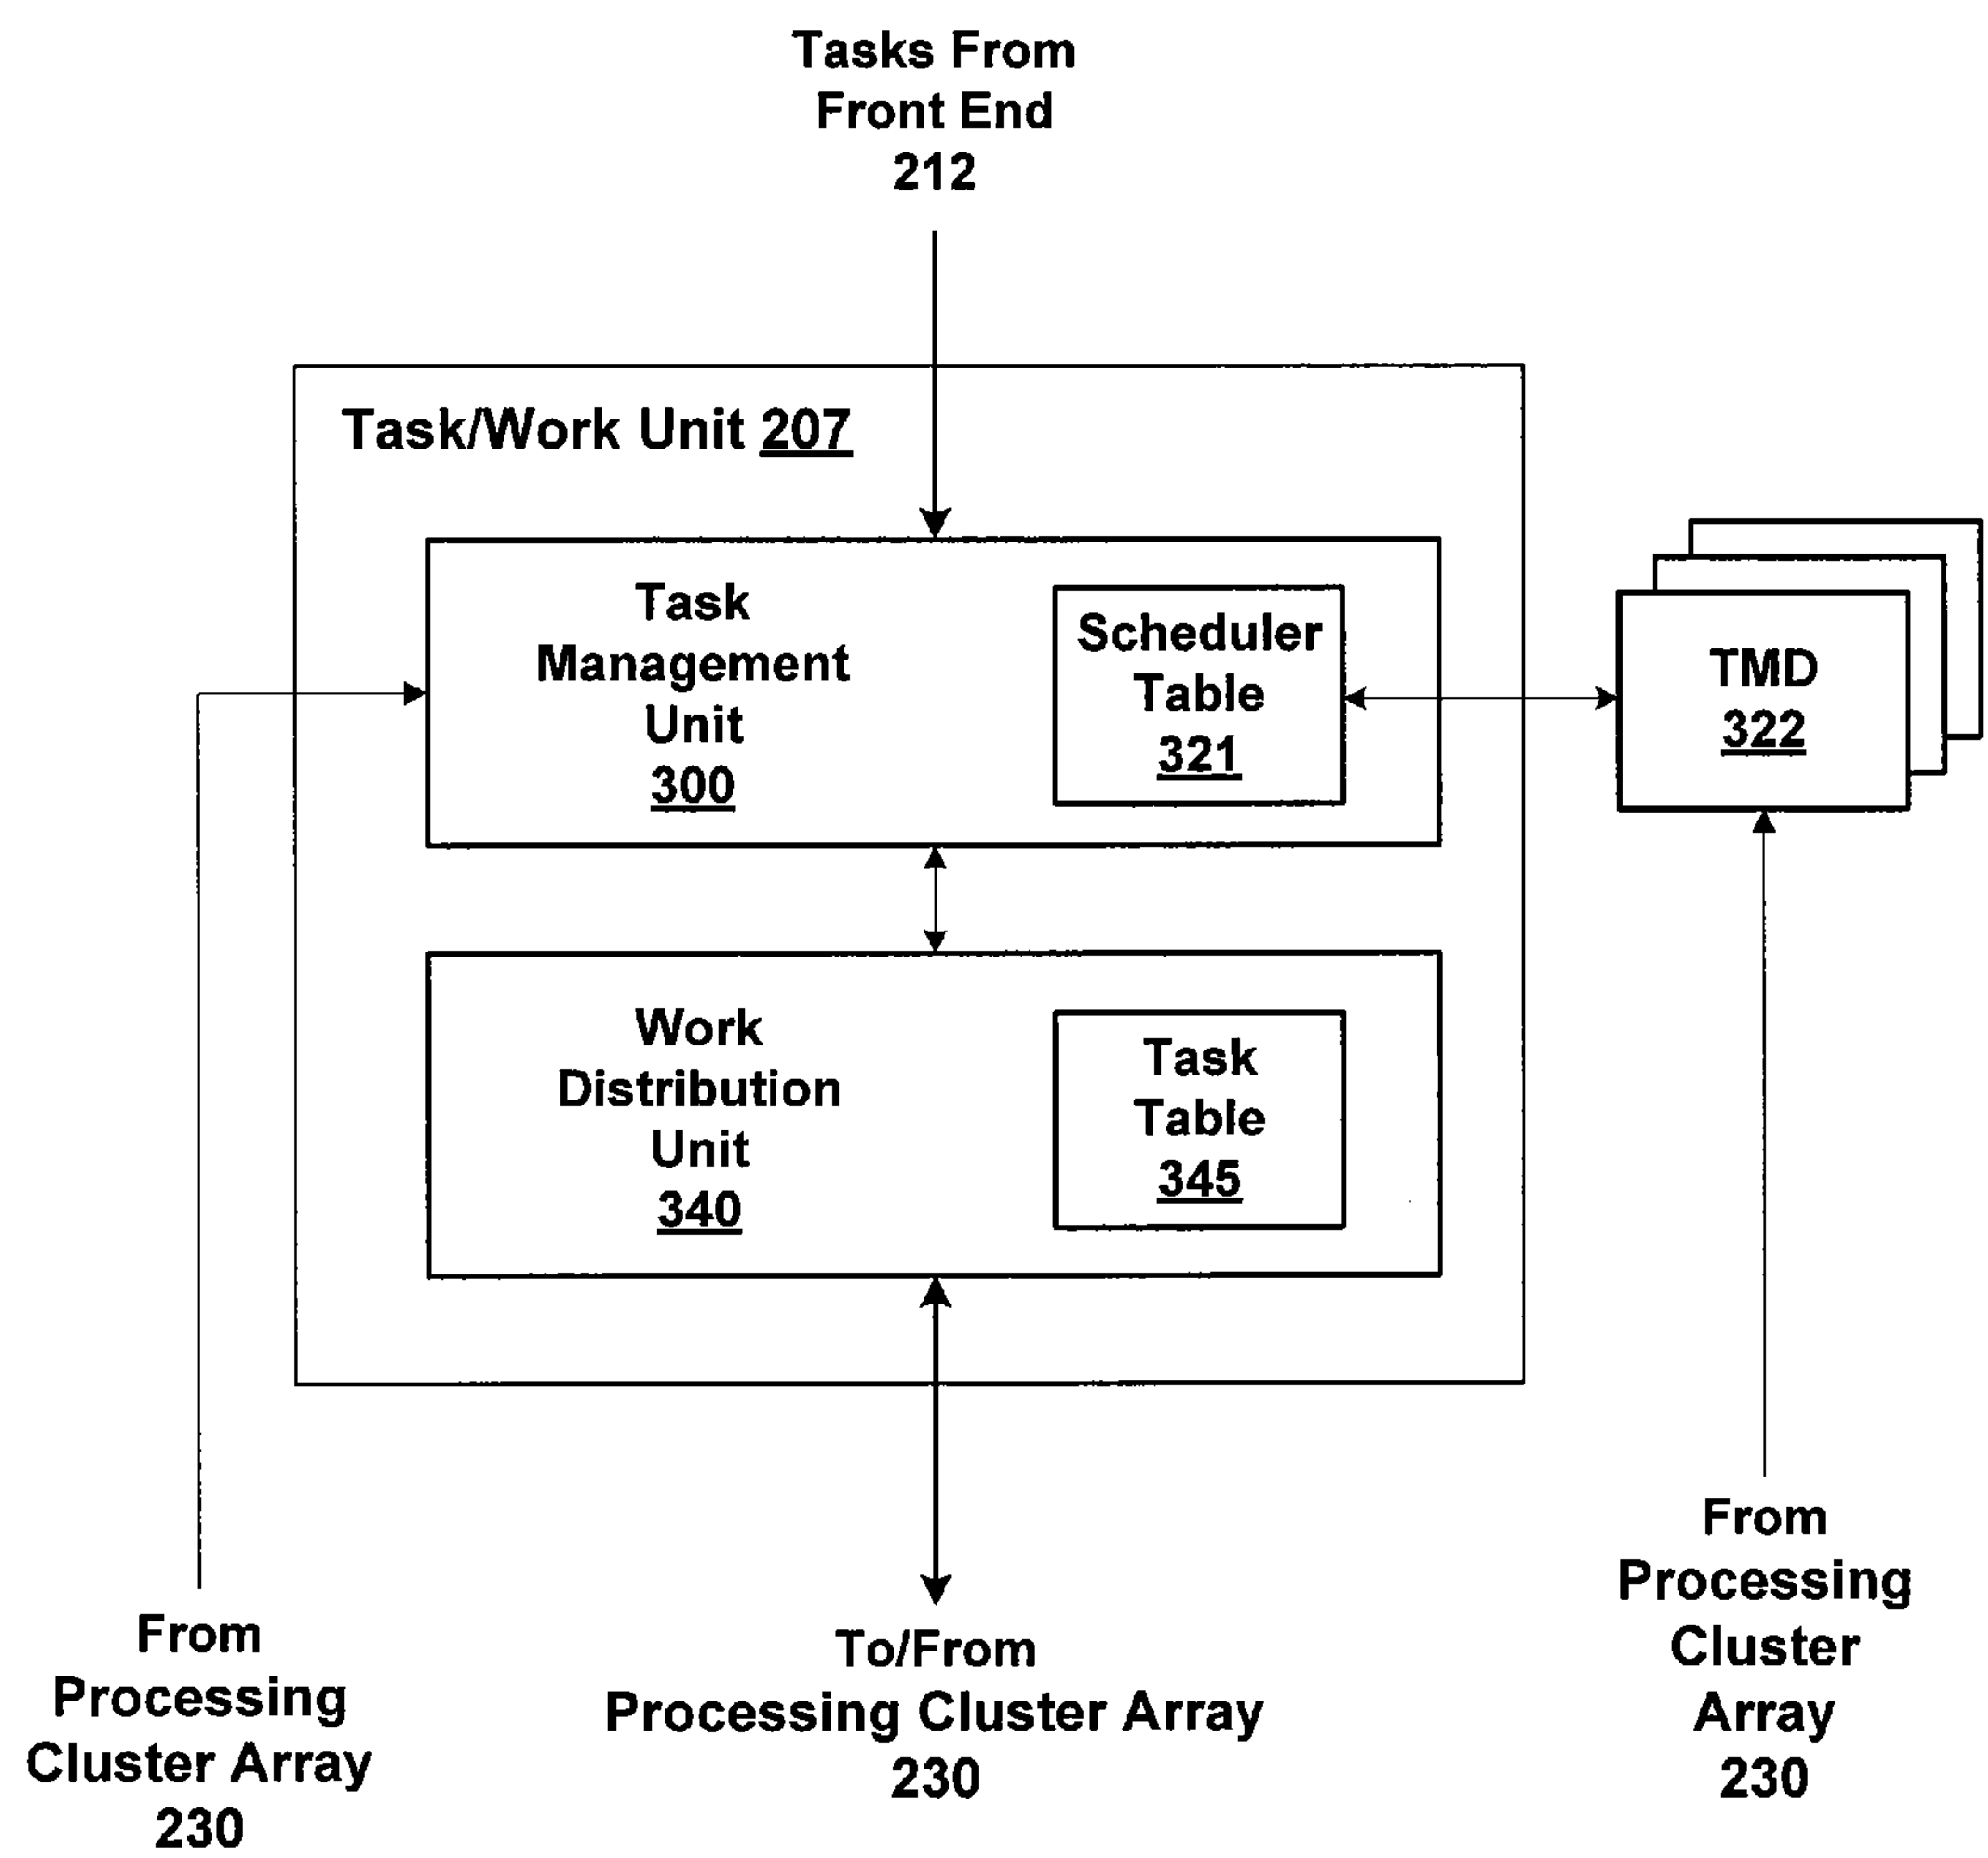 Tasks From
Front End
212
Task/Work Unit 207
Task
Management
Unit
300
Scheduler
Table
321
TMD
322
Work
Distribution
Unit
340
Task
Table
345
From
Processing
Cluster Array
230
To/From
Processing Cluster Array
230
From
Processing
Cluster
Array
230